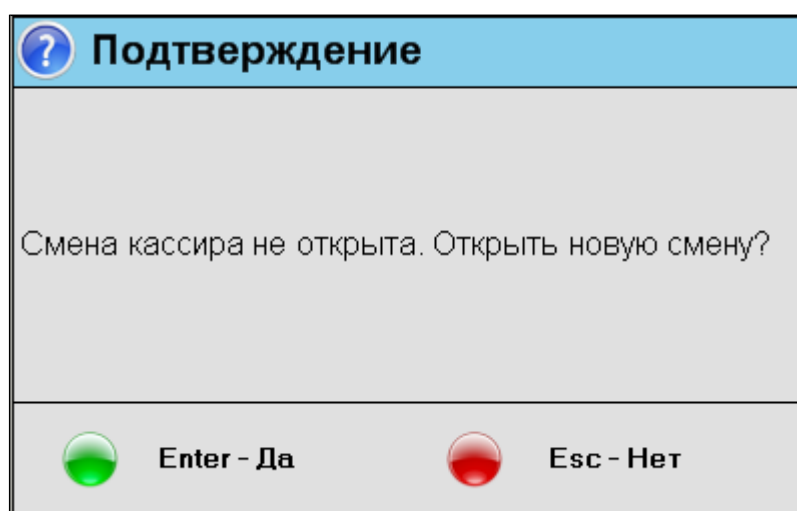 ? Подтверждение
Смена кассира не открыта. Открыть новую смену?
Enter - Да Esc - Нет